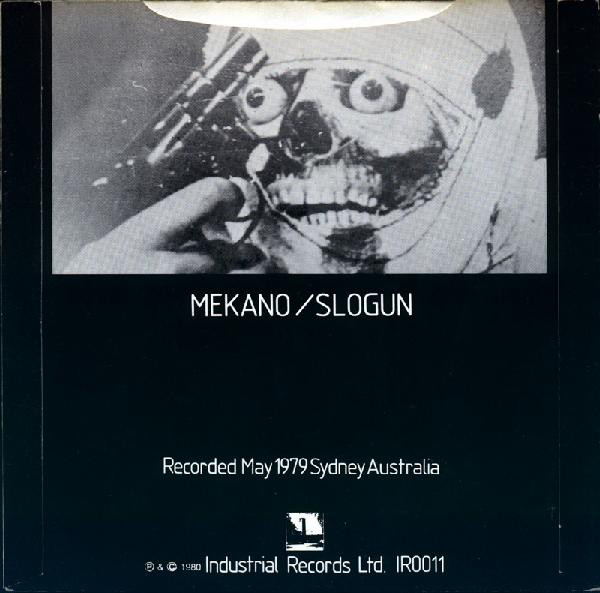 MEKANO/SLOGUN
Recorded May 1979 Sydney Australia
℗ & © 1980 Industrial Records Ltd. IR0011